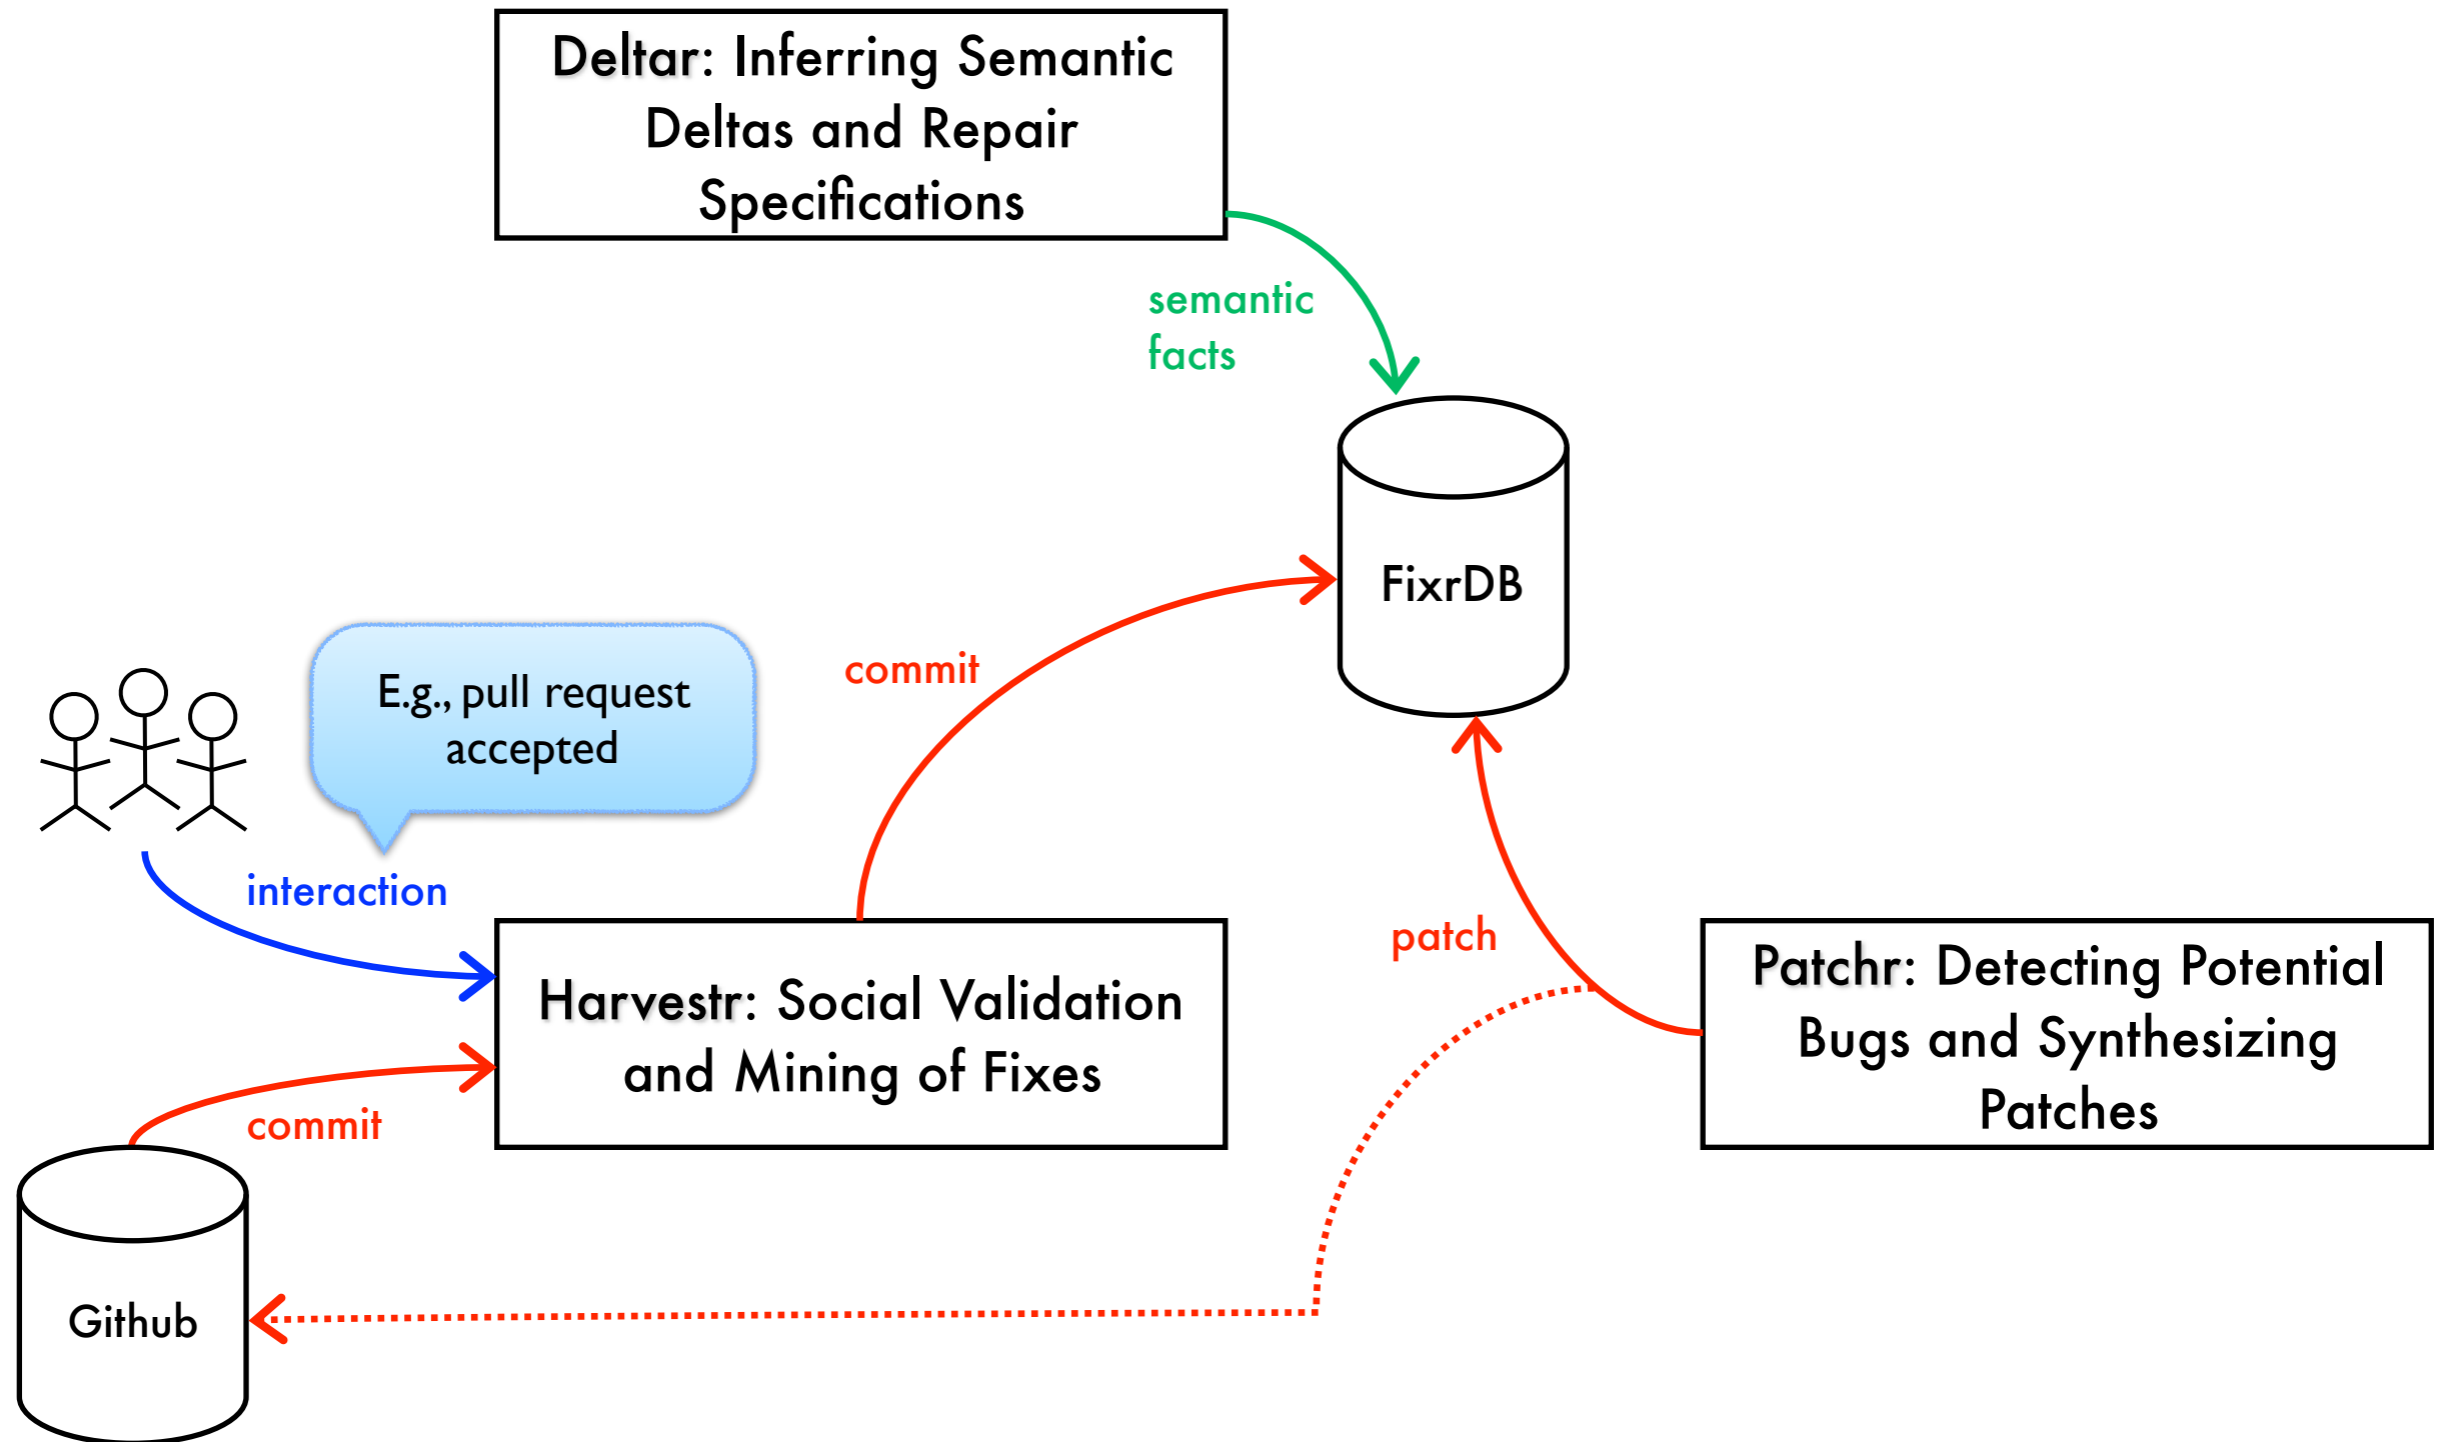 Deltar: Inferring Semantic
Deltas and Repair
Specifications
semantic
facts
FixrDB
commit
E.g., pull request
accepted
interaction
patch
Harvestr: Social Validation
and Mining of Fixes
Patchr: Detecting Potential
Bugs and Synthesizing
Patches
commit
Github